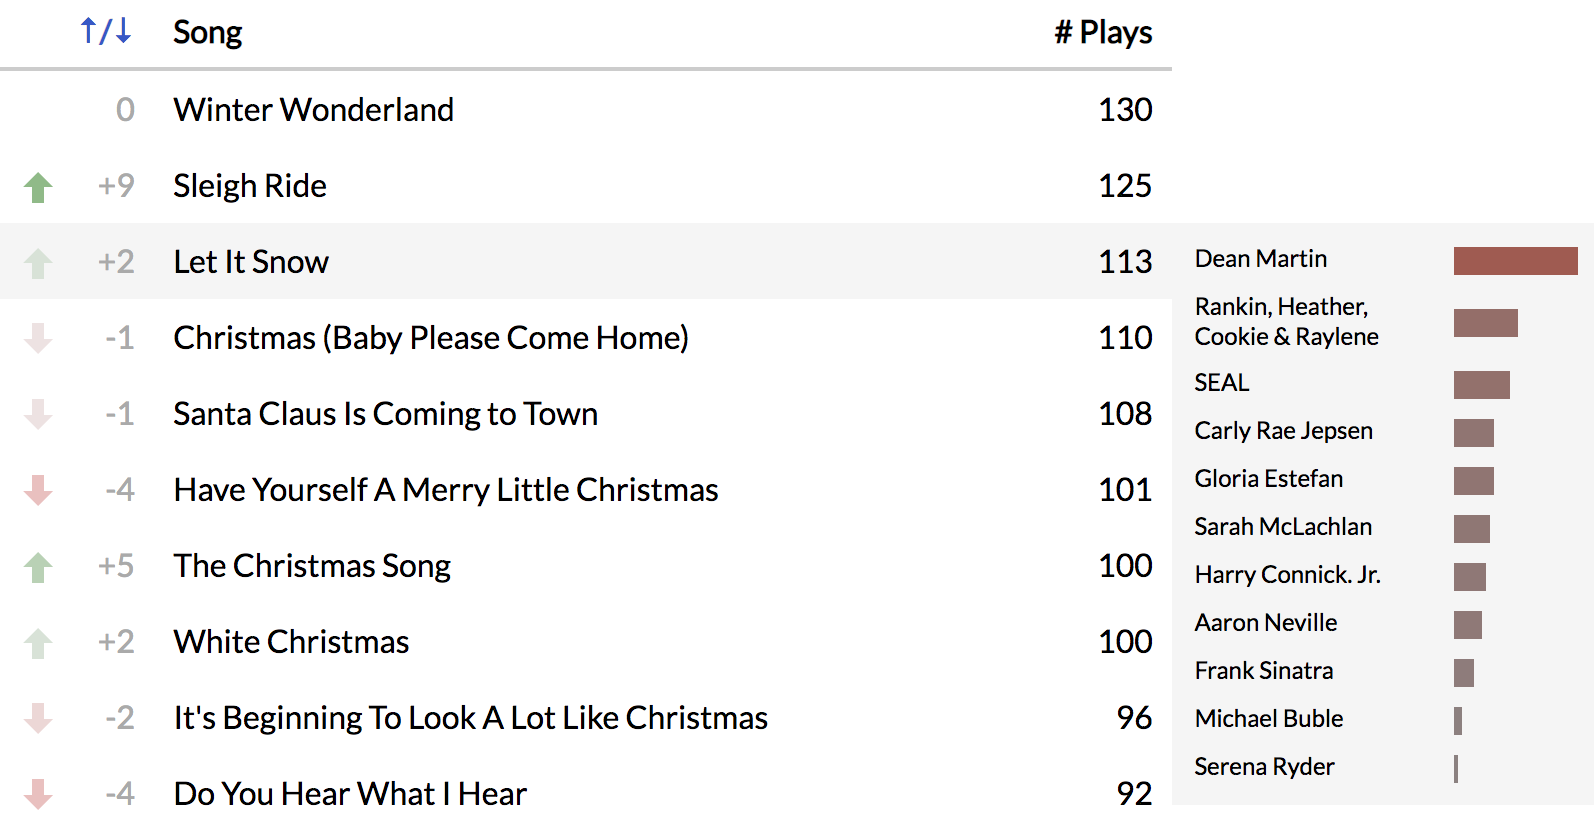 ↑/↓ Song # Plays
0 Winter Wonderland 130
+9 Sleigh Ride 125
+2 Let It Snow 113
-1 Christmas (Baby Please Come Home) 110
-1 Santa Claus Is Coming to Town 108
-4 Have Yourself A Merry Little Christmas 101
+5 The Christmas Song 100
+2 White Christmas 100
-2 It's Beginning To Look A Lot Like Christmas 96
-4 Do You Hear What I Hear 92
Dean Martin
Rankin, Heather,
Cookie & Raylene
SEAL
Carly Rae Jepsen
Gloria Estefan
Sarah McLachlan
Harry Connick. Jr.
Aaron Neville
Frank Sinatra
Michael Buble
Serena Ryder